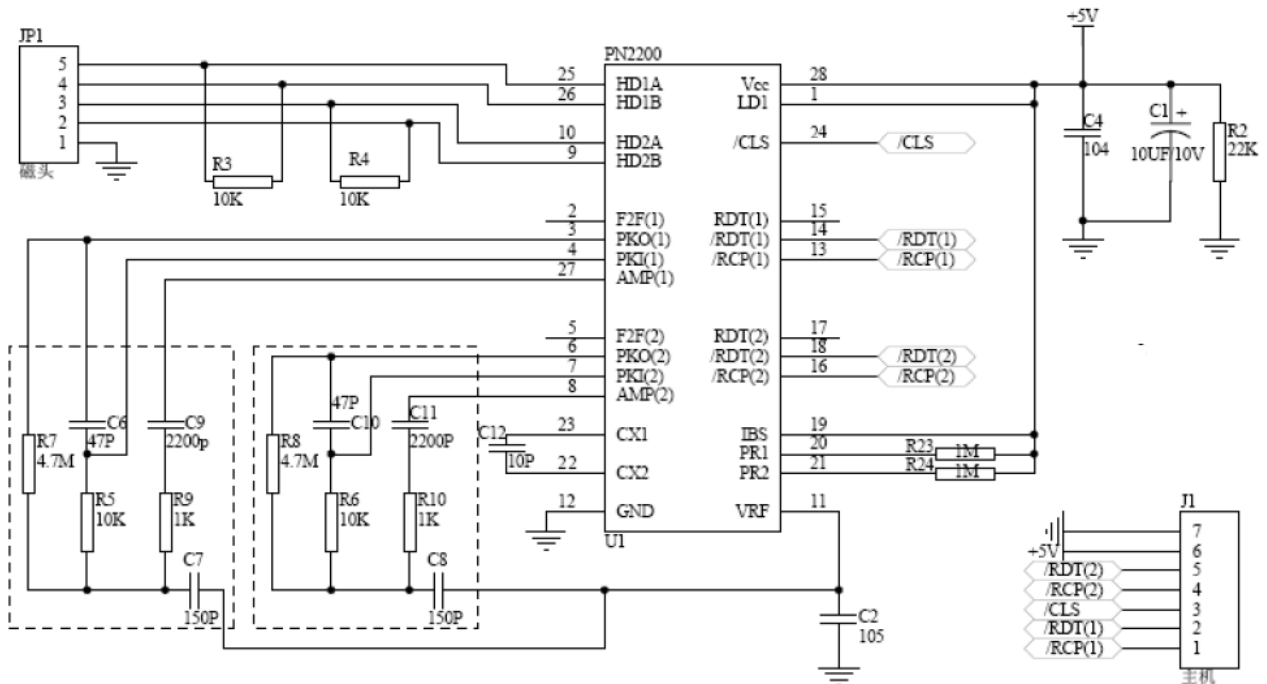 JP1
5
4
3
2
1
磁头
R3
10K
R4
10K
PN2200
25 HD1A
26 HD1B
10 HD2A
9 HD2B
2 F2F(1)
3 PKO(1)
4 PKI(1)
27 AMP(1)
5 F2F(2)
6 PKO(2)
7 PKI(2)
8 AMP(2)
23 CX1
22 CX2
12 GND
U1
Vcc 28
LD1 1
/CLS 24 /CLS
RDT(1) 15
/RDT(1) 14 /RDT(1)
/RCP(1) 13 /RCP(1)
RDT(2) 17
/RDT(2) 18 /RDT(2)
/RCP(2) 16 /RCP(2)
IBS 19
PR1 20 R23 1M
PR2 21 R24 1M
VRF 11
+5V
C4
104
C1 +
10UF/10V
R2
22K
R7
4.7M
C6
47P
C9
2200p
R5
10K
R9
1K
C7
150P
R8
4.7M
47P
C10
C11
2200P
R6
10K
R10
1K
C8
150P
C12
10P
C2
105
J1
7
+5V 6
/RDT(2) 5
/RCP(2) 4
/CLS 3
/RDT(1) 2
/RCP(1) 1
主机